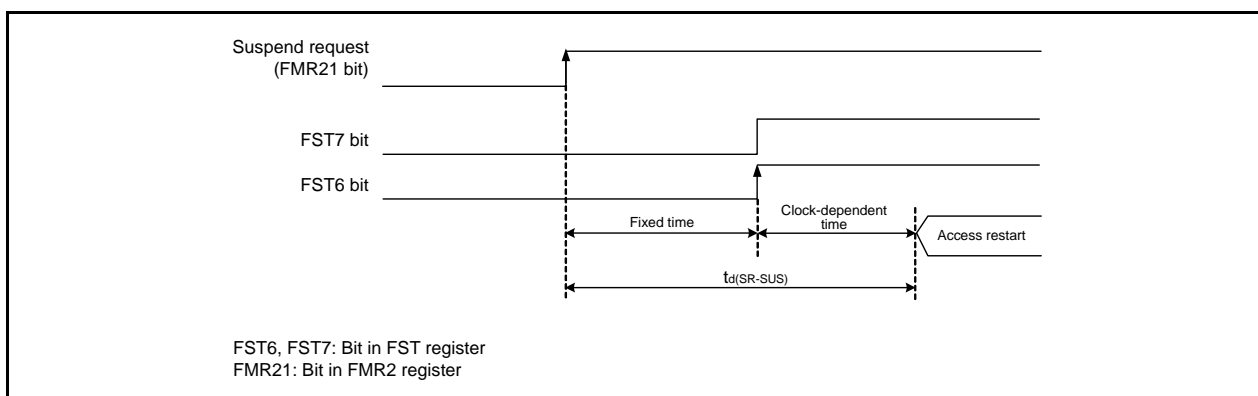 Suspend request
(FMR21 bit)
FST7 bit
FST6 bit
Fixed time
Clock-dependent
time
Access restart
td(SR-SUS)
FST6, FST7: Bit in FST register
FMR21: Bit in FMR2 register